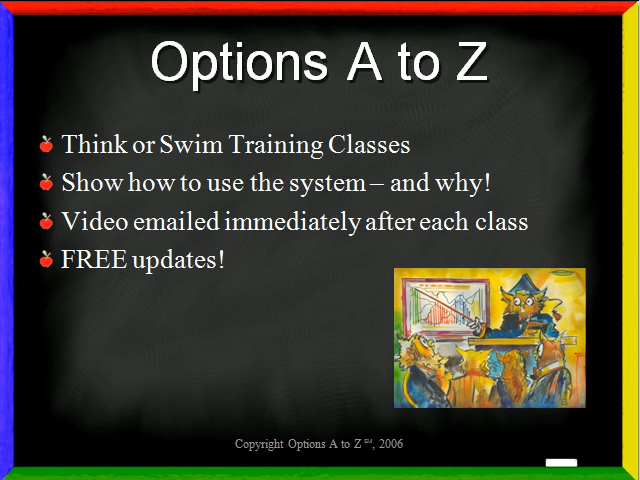 Options A to Z
Think or Swim Training Classes
Show how to use the system – and why!
Video emailed immediately after each class
FREE updates!
Copyright Options A to Z ℠, 2006